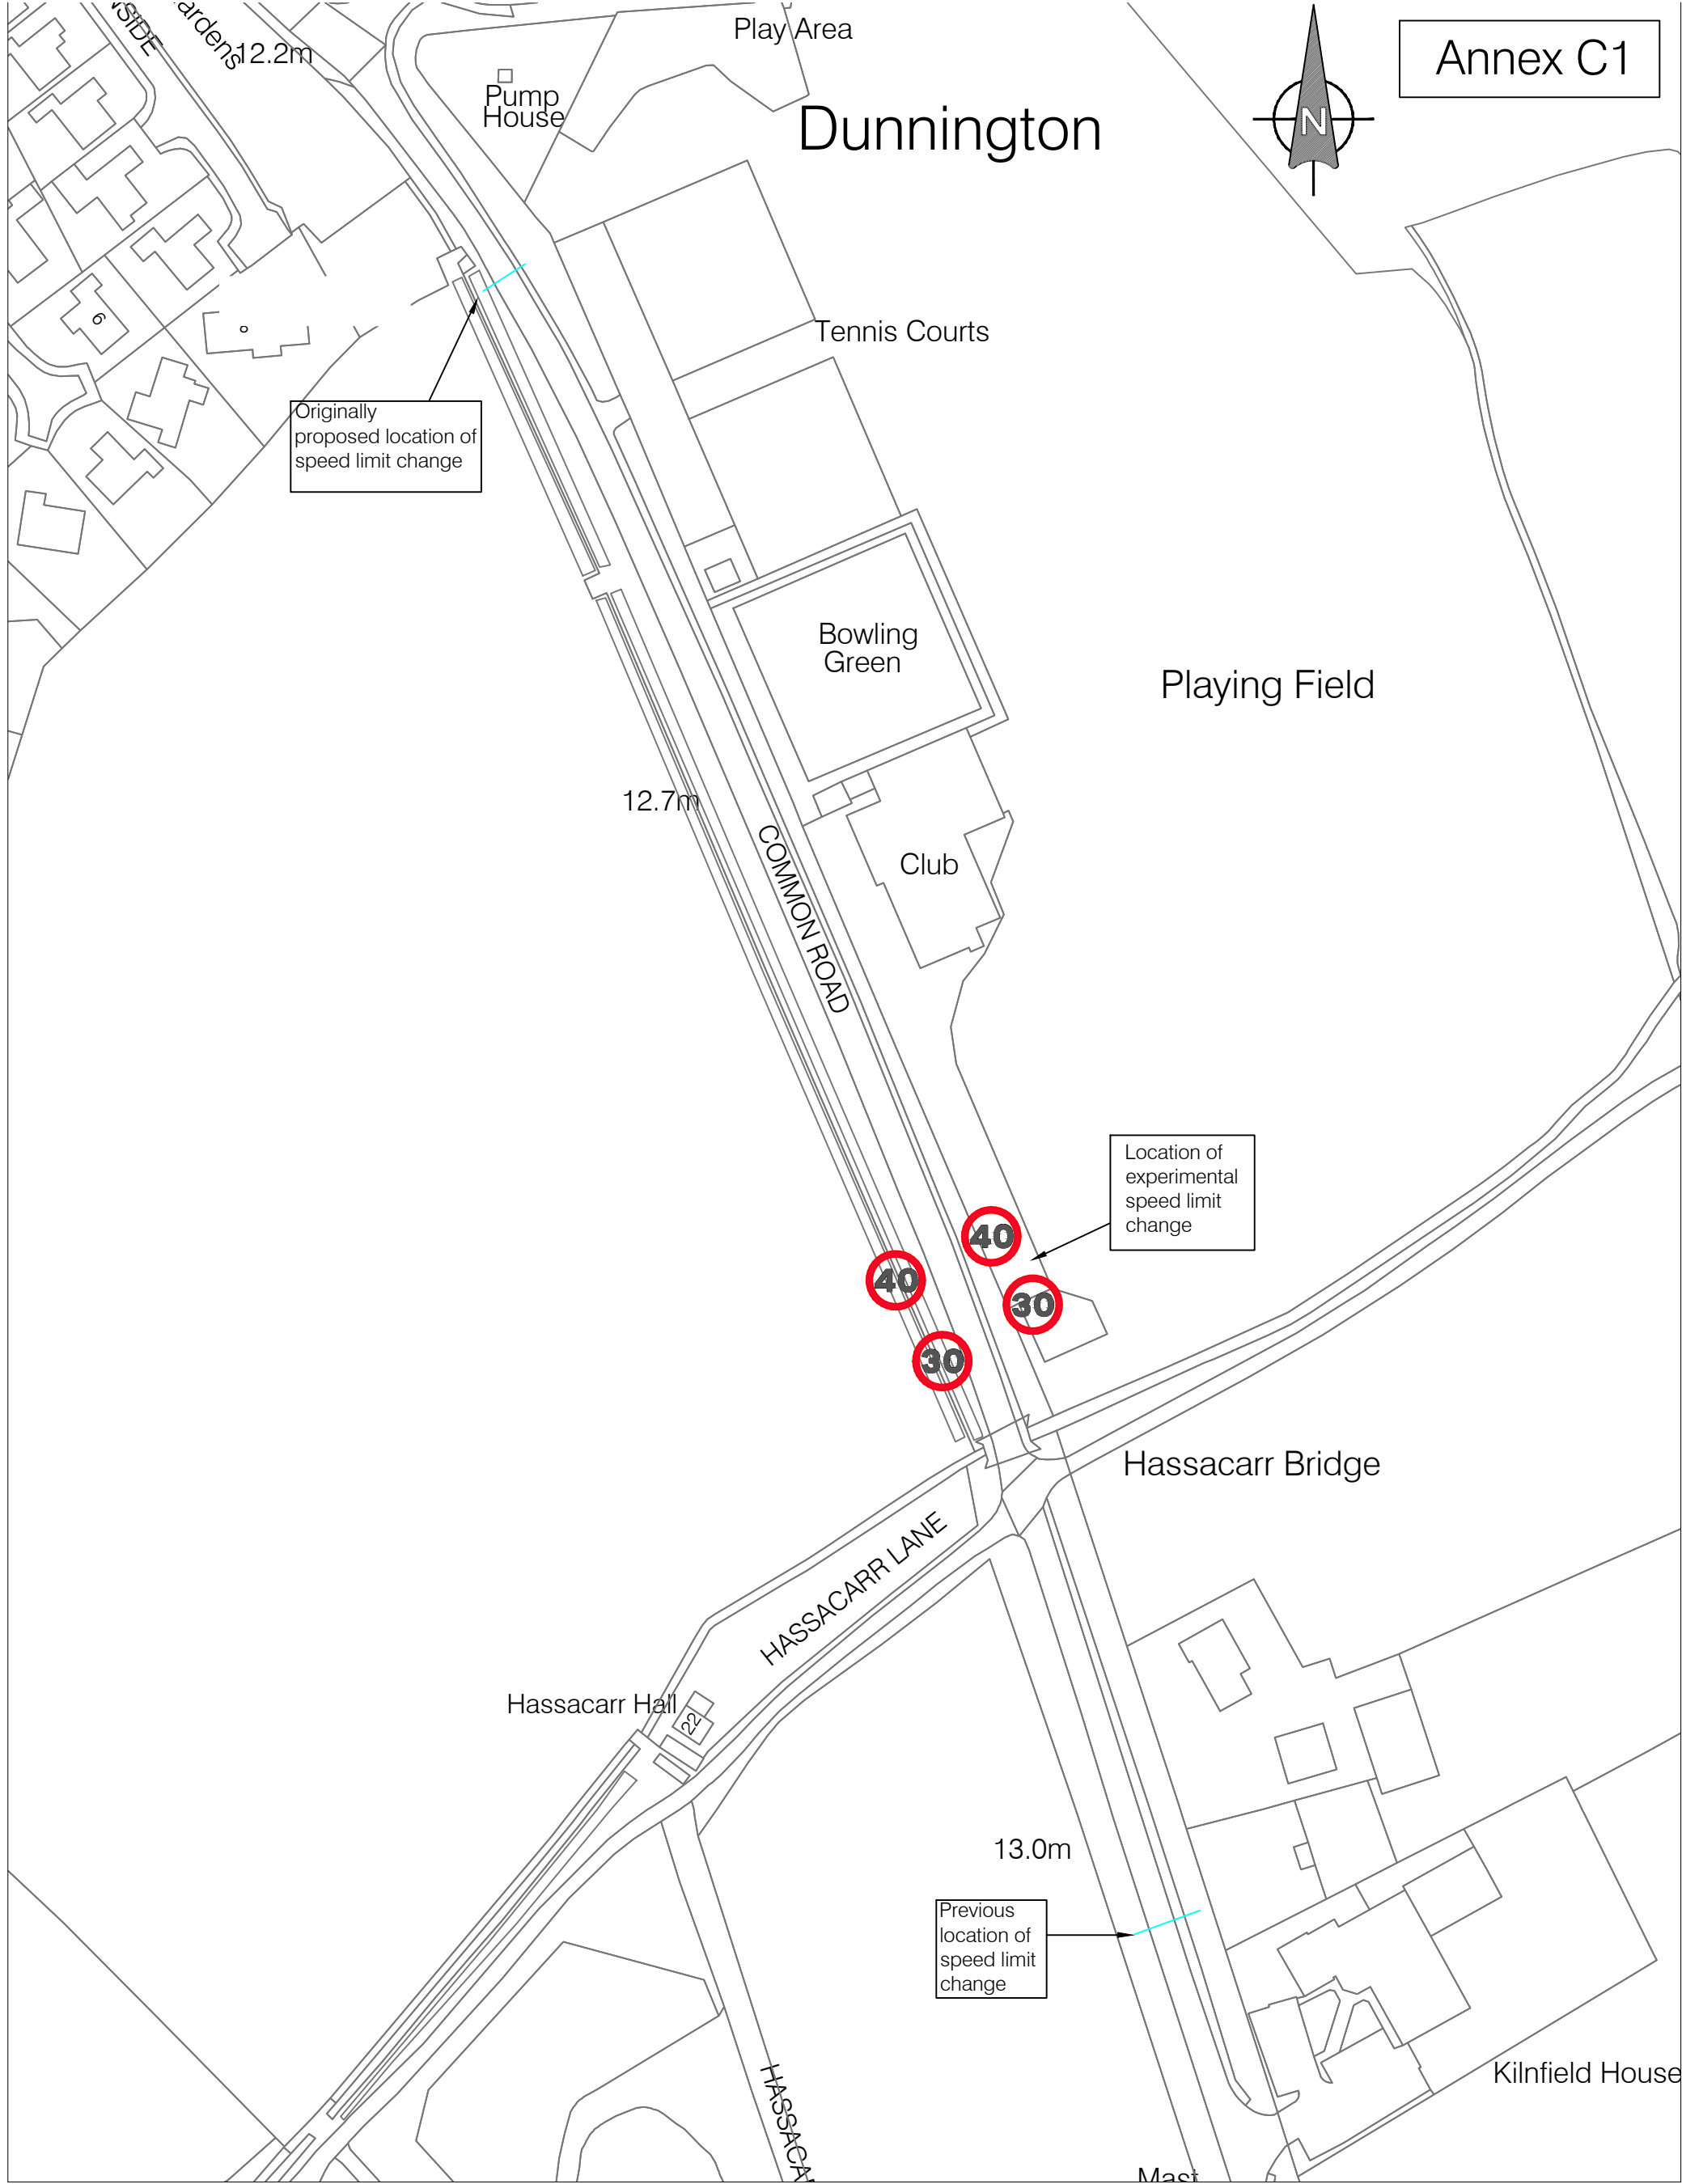 Annex C1
N
Play Area
12.2m
Pump
House
Dunnington
Tennis Courts
6
Originally
proposed location of
speed limit change
Bowling
Green
Playing Field
12.7m
Club
COMMON ROAD
Location of
experimental
speed limit
change
40
40
30
30
Hassacarr Bridge
HASSACARR LANE
Hassacarr Hall
22
13.0m
Previous
location of
speed limit
change
Kilnfield House
Mast